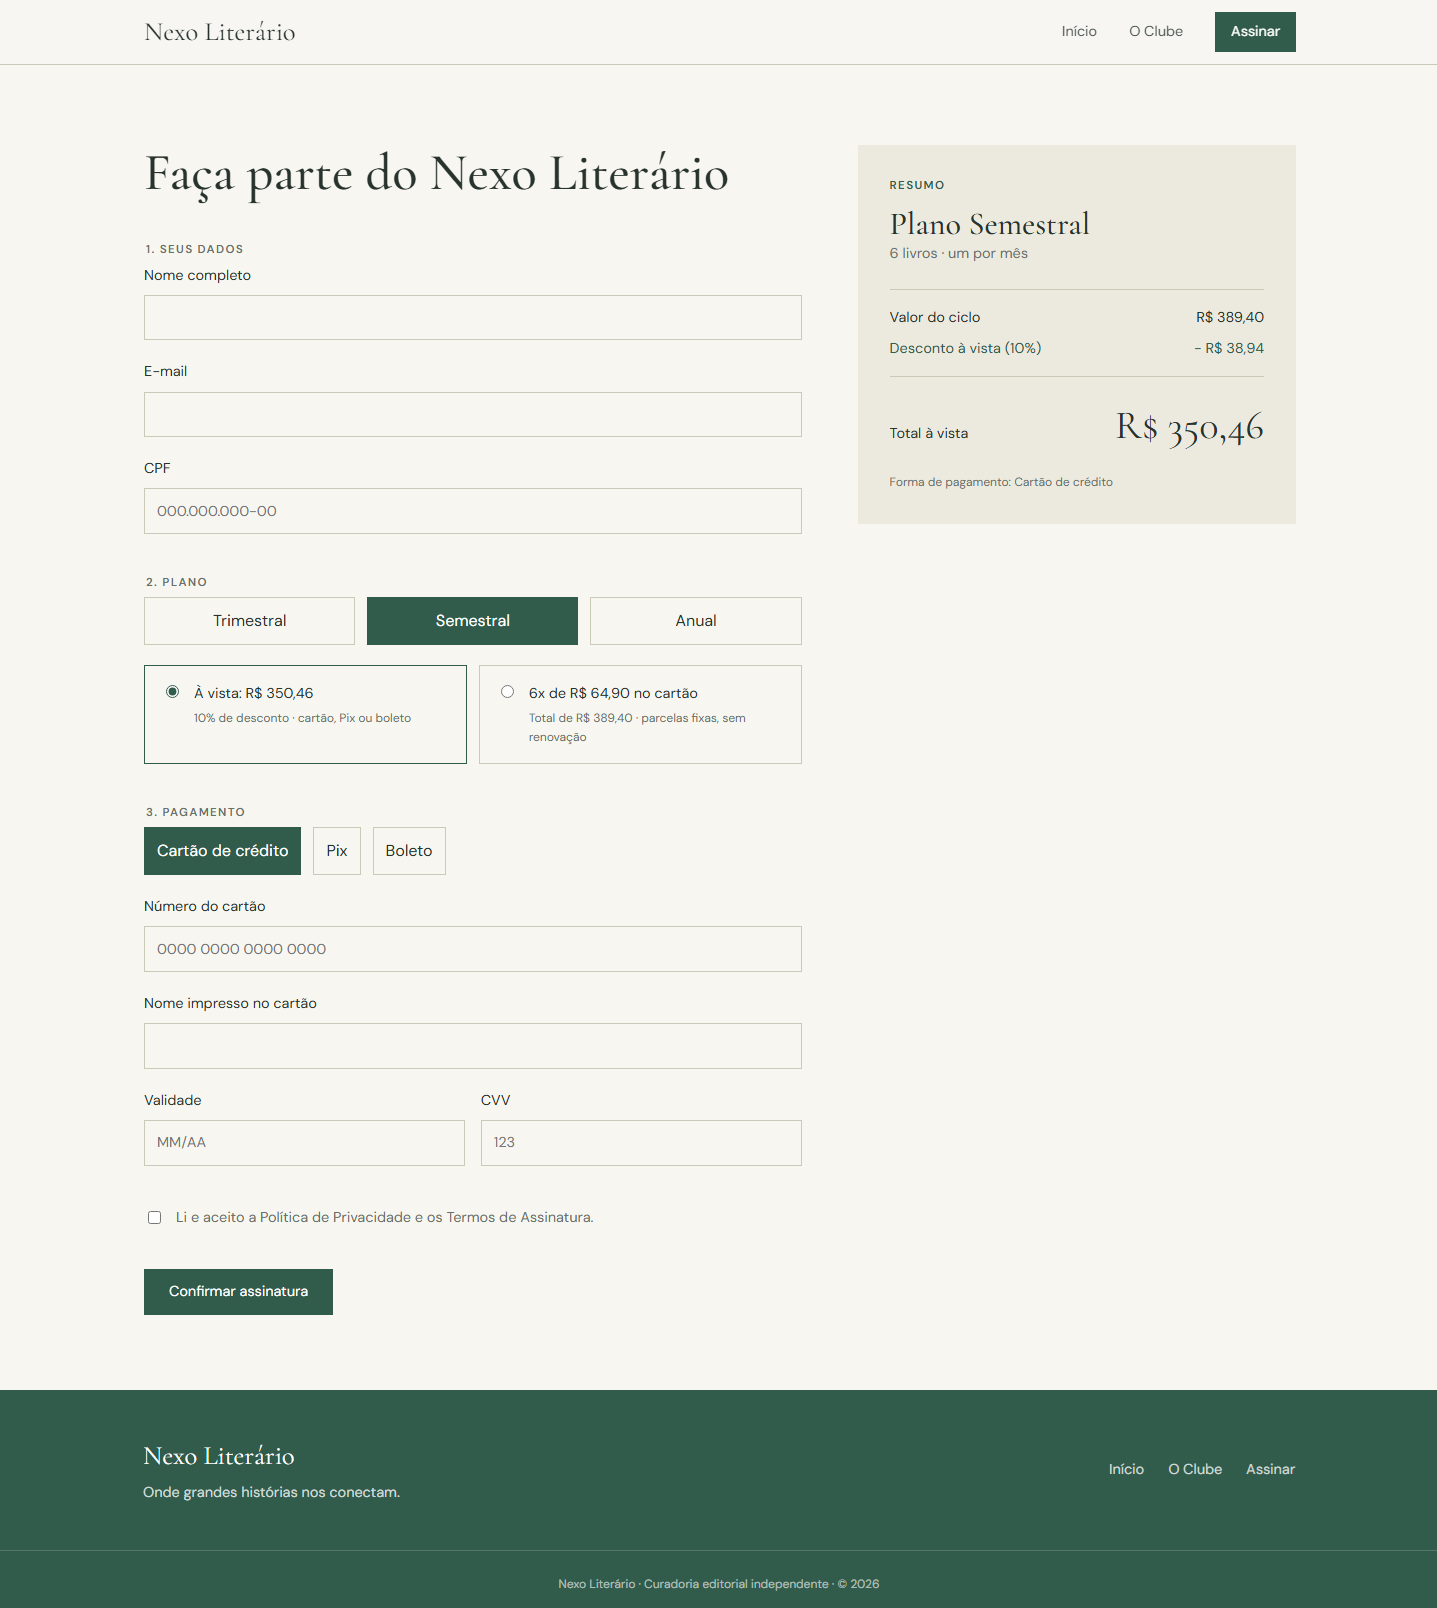 Nexo Literário
Início
O Clube
Assinar
Faça parte do Nexo Literário
1. SEUS DADOS
Nome completo
E-mail
CPF
000.000.000-00
2. PLANO
Trimestral
Semestral
Anual
À vista: R$ 350,46
10% de desconto · cartão, Pix ou boleto
6x de R$ 64,90 no cartão
Total de R$ 389,40 · parcelas fixas, sem
renovação
3. PAGAMENTO
Cartão de crédito
Pix
Boleto
Número do cartão
0000 0000 0000 0000
Nome impresso no cartão
Validade
CVV
MM/AA
123
Li e aceito a Política de Privacidade e os Termos de Assinatura.
Confirmar assinatura
RESUMO
Plano Semestral
6 livros · um por mês
Valor do ciclo
R$ 389,40
Desconto à vista (10%)
− R$ 38,94
Total à vista
R$ 350,46
Forma de pagamento: Cartão de crédito
Nexo Literário
Onde grandes histórias nos conectam.
Início
O Clube
Assinar
Nexo Literário · Curadoria editorial independente · © 2026